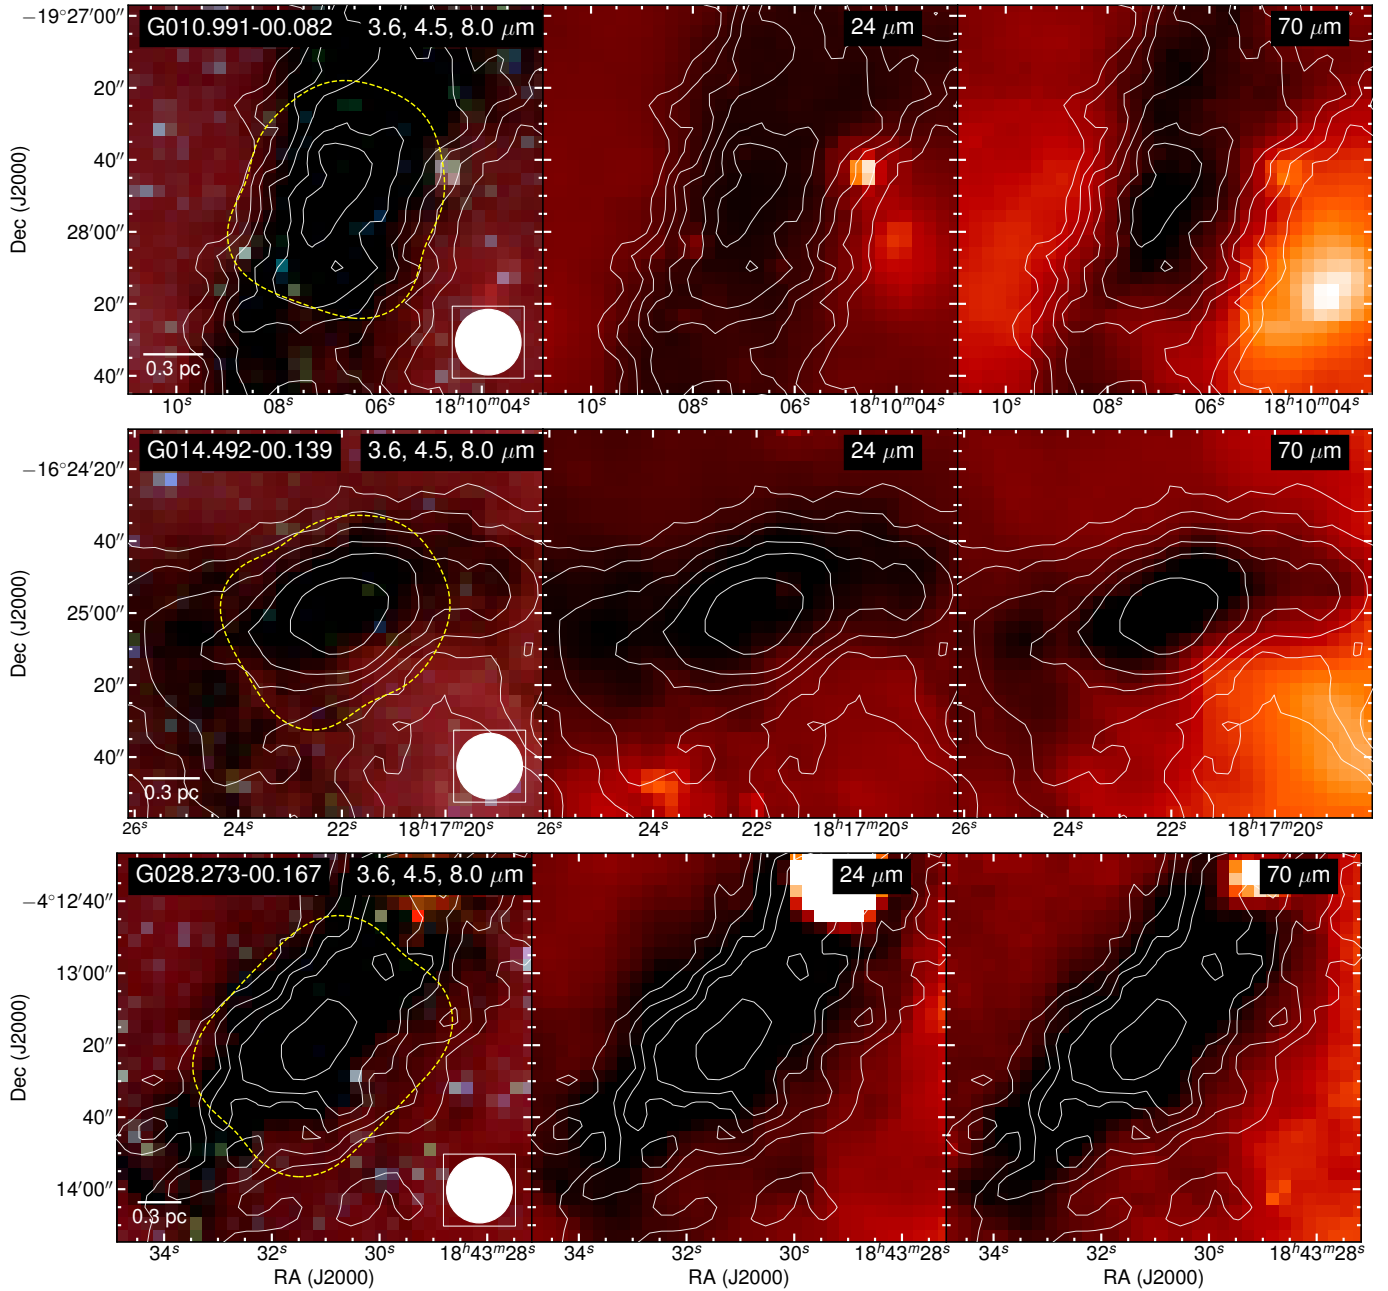 G010.991-00.082 3.6, 4.5, 8.0 μm 24 μm 70 μm
−19°27′00″
20″
40″
28′00″
20″
40″
Dec (J2000)
0.3 pc
10ˢ 08ˢ 06ˢ 18ʰ10ᵐ04ˢ 10ˢ 08ˢ 06ˢ 18ʰ10ᵐ04ˢ 10ˢ 08ˢ 06ˢ 18ʰ10ᵐ04ˢ
G014.492-00.139 3.6, 4.5, 8.0 μm 24 μm 70 μm
−16°24′20″
40″
25′00″
20″
40″
Dec (J2000)
0.3 pc
26ˢ 24ˢ 22ˢ 18ʰ17ᵐ20ˢ 26ˢ 24ˢ 22ˢ 18ʰ17ᵐ20ˢ 26ˢ 24ˢ 22ˢ 18ʰ17ᵐ20ˢ
G028.273-00.167 3.6, 4.5, 8.0 μm 24 μm 70 μm
−4°12′40″
13′00″
20″
40″
14′00″
Dec (J2000)
0.3 pc
34ˢ 32ˢ 30ˢ 18ʰ43ᵐ28ˢ 34ˢ 32ˢ 30ˢ 18ʰ43ᵐ28ˢ 34ˢ 32ˢ 30ˢ 18ʰ43ᵐ28ˢ
RA (J2000) RA (J2000) RA (J2000)